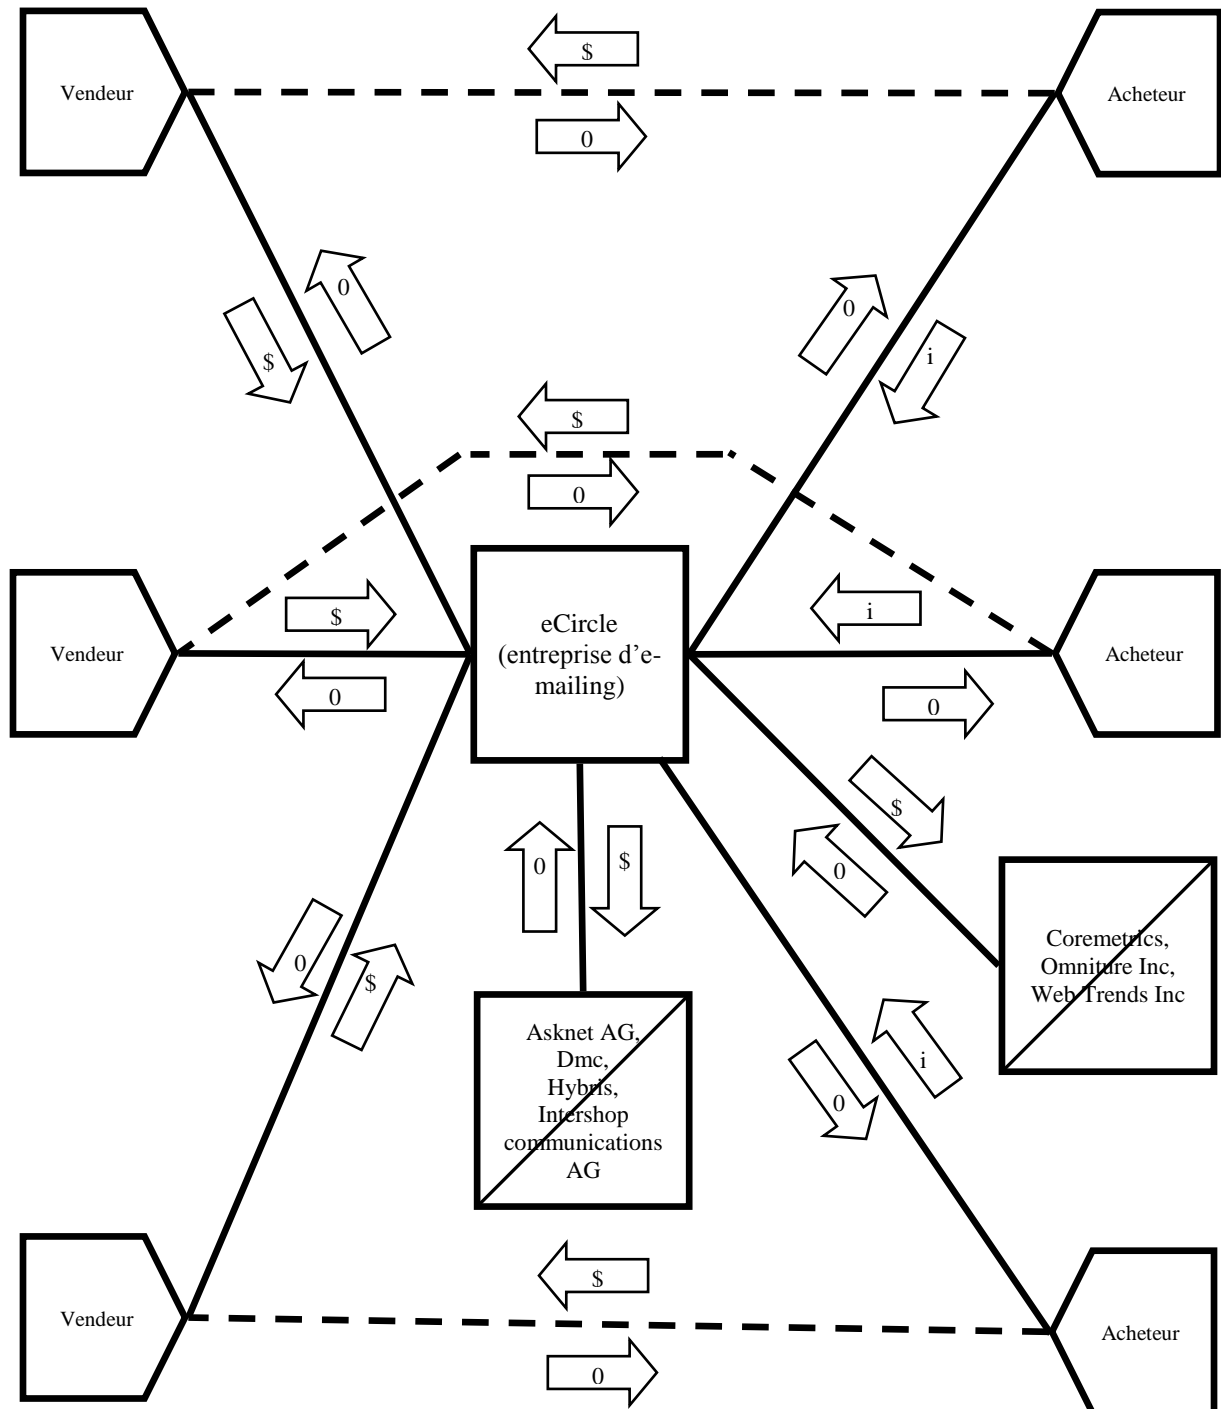 $
Vendeur
Acheteur
0
0
0
$
i
$
0
$
i
eCircle
(entreprise d’e-
mailing)
Vendeur
Acheteur
0
0
$
0
$
0
Coremetrics,
Omniture Inc,
Web Trends Inc
0
$
Asknet AG,
Dmc,
Hybris,
Intershop
communications
AG
i
0
$
Vendeur
Acheteur
0